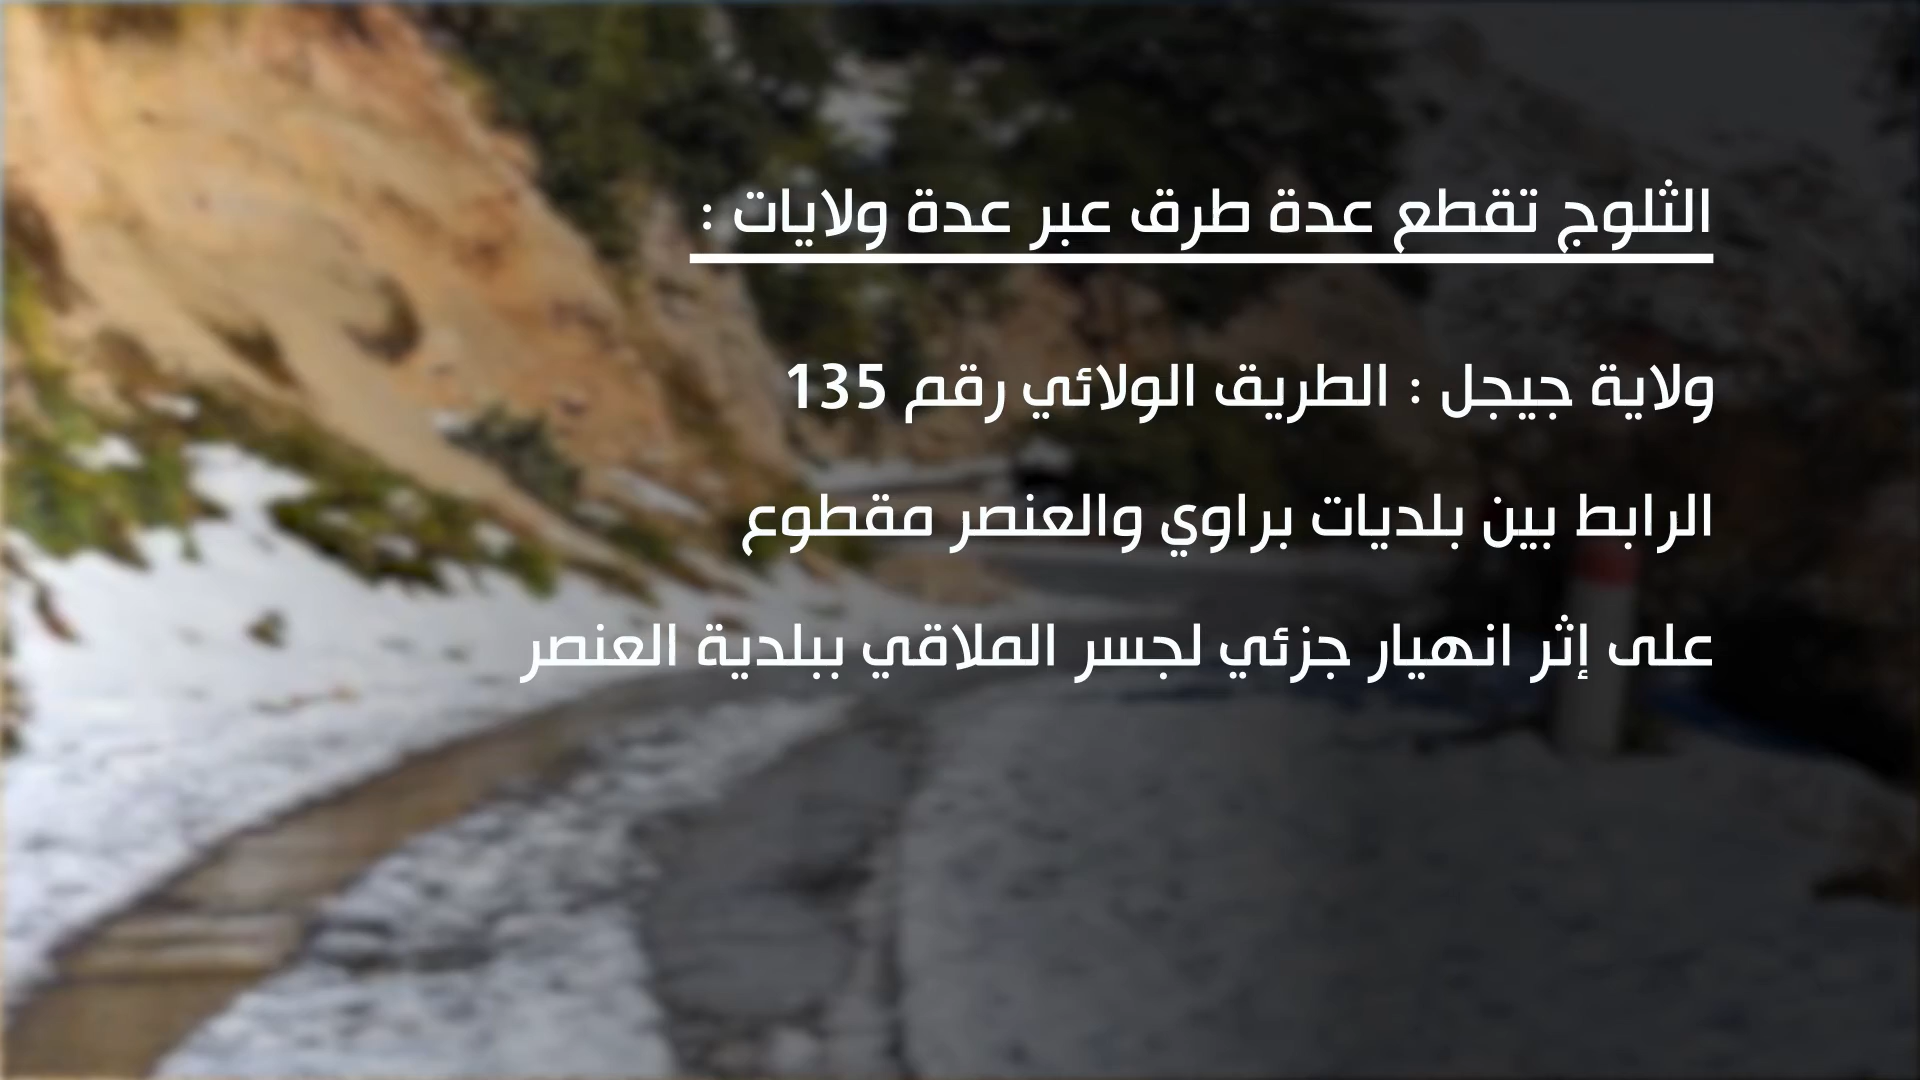 الثلوج تقطع عدة طرق عبر عدة ولايات :
ولاية جيجل : الطريق الولائي رقم 135
الرابط بين بلديات براوي والعنصر مقطوع
على إثر انهيار جزئي لجسر الملاقي ببلدية العنصر